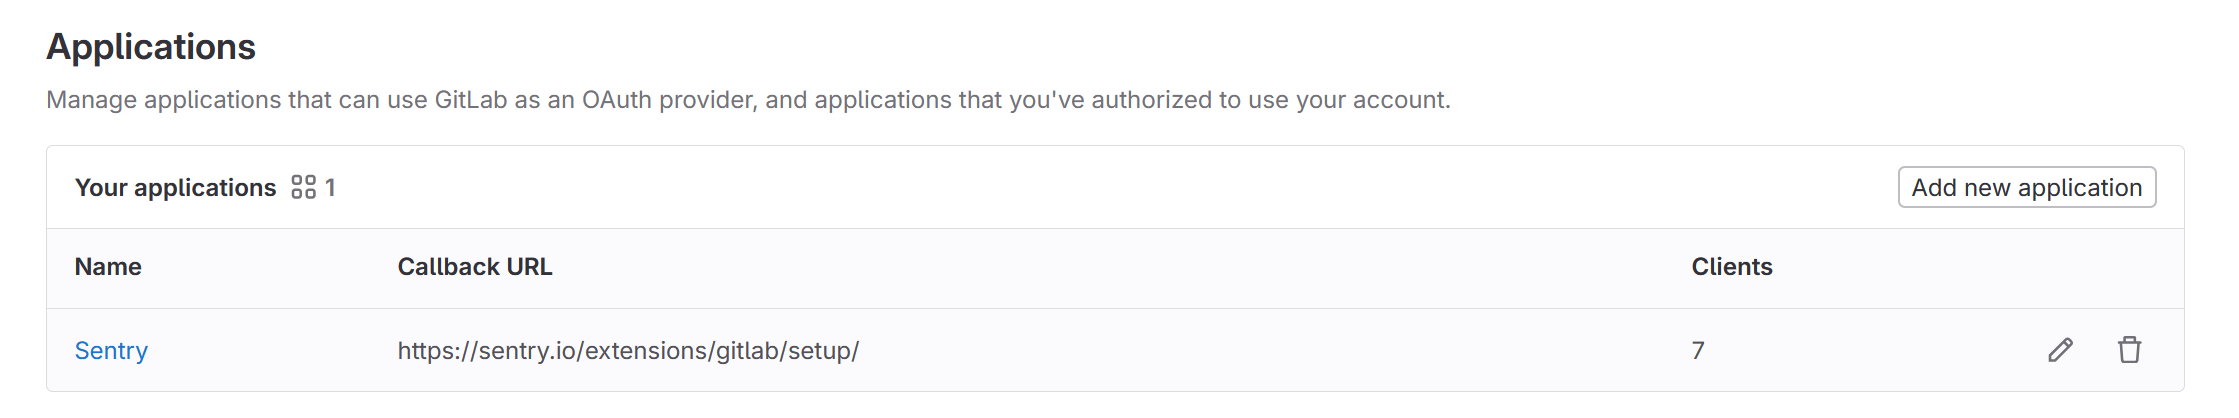 Applications
Manage applications that can use GitLab as an OAuth provider, and applications that you've authorized to use your account.
Your applications 1
Add new application
Name Callback URL Clients
Sentry https://sentry.io/extensions/gitlab/setup/ 7